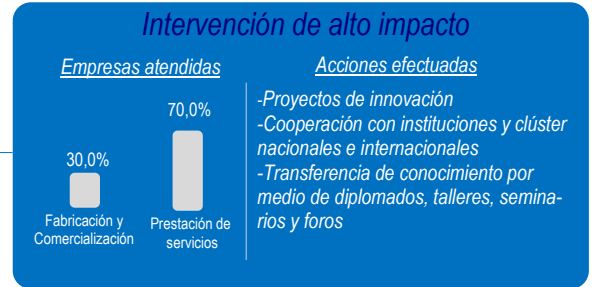 Intervención de alto impacto
Empresas atendidas
70,0%
30,0%
Fabricación y
Comercialización
Prestación de
servicios
Acciones efectuadas
-Proyectos de innovación
-Cooperación con instituciones y clúster
nacionales e internacionales
-Transferencia de conocimiento por
medio de diplomados, talleres, semina-
rios y foros